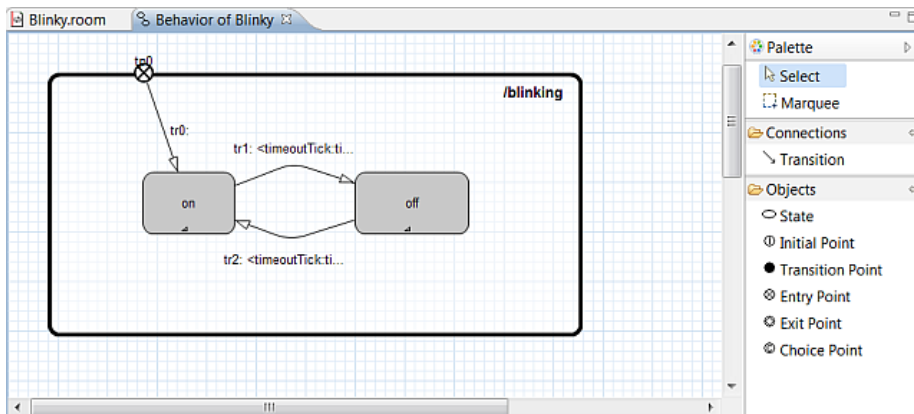 Blinky.room
Behavior of Blinky
tp0
/blinking
tr0:
tr1: <timeoutTick:ti...
on
off
tr2: <timeoutTick:ti...
Palette
Select
Marquee
Connections
Transition
Objects
State
Initial Point
Transition Point
Entry Point
Exit Point
Choice Point